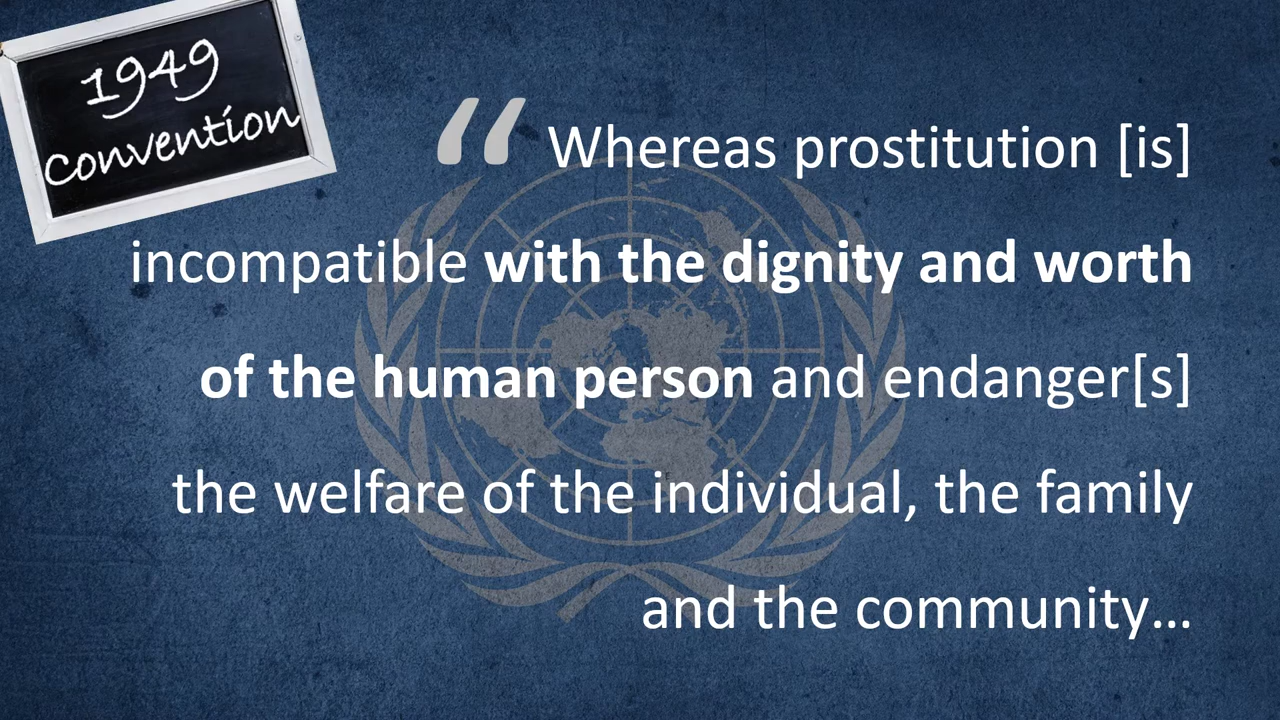 1949
convention
“ Whereas prostitution [is]
incompatible with the dignity and worth
of the human person and endanger[s]
the welfare of the individual, the family
and the community…